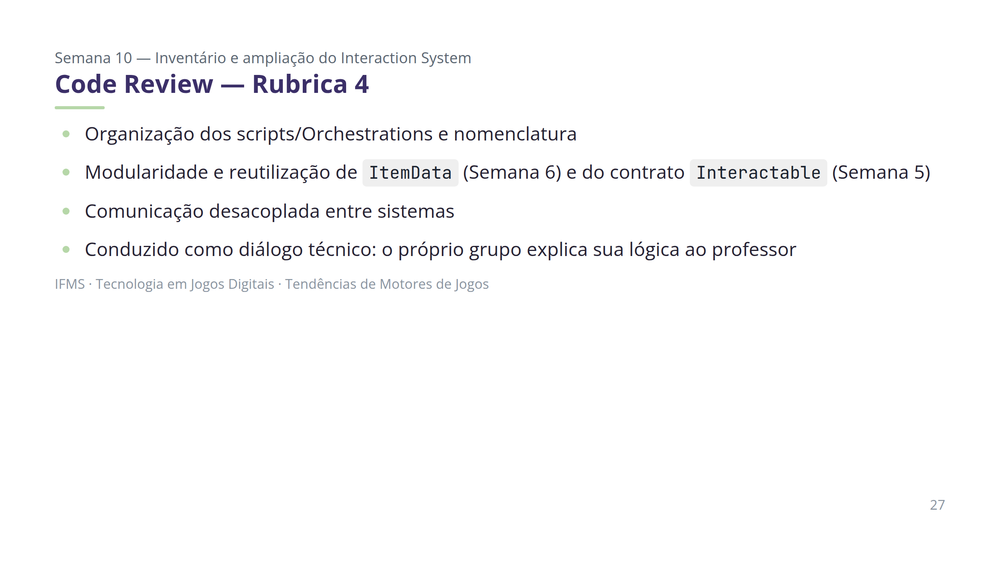 Semana 10 — Inventário e ampliação do Interaction System
Code Review — Rubrica 4
Organização dos scripts/Orchestrations e nomenclatura
Modularidade e reutilização de ItemData (Semana 6) e do contrato Interactable (Semana 5)
Comunicação desacoplada entre sistemas
Conduzido como diálogo técnico: o próprio grupo explica sua lógica ao professor
IFMS · Tecnologia em Jogos Digitais · Tendências de Motores de Jogos
27